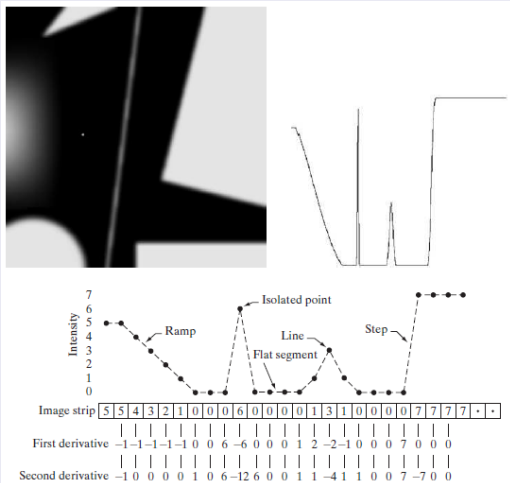 7
Isolated point
6
5
Ramp
4
Line
Step
3
Flat segment
2
1
0
Intensity
Image strip 5 5 4 3 2 1 0 0 0 6 0 0 0 0 1 3 1 0 0 0 0 7 7 7 7 • •
First derivative −1 −1 −1 −1 −1 0 0 6 −6 0 0 0 1 2 −2 −1 0 0 0 7 0 0 0
Second derivative −1 0 0 0 0 1 0 6 −12 6 0 0 1 1 −4 1 1 0 0 7 −7 0 0